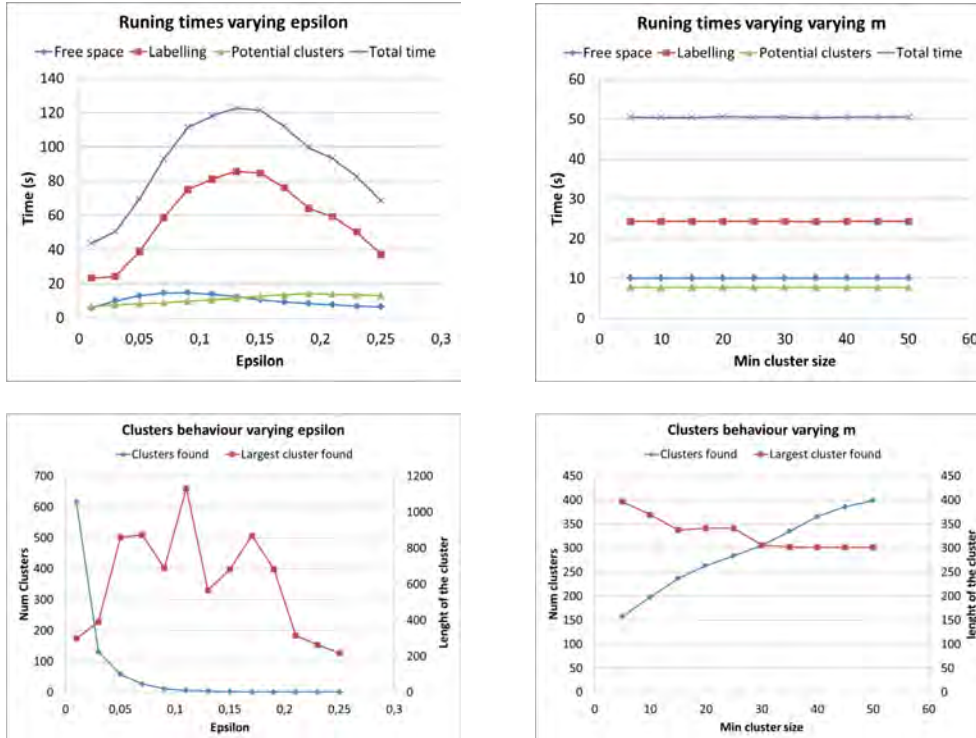 Runing times varying epsilon
Free space Labelling Potential clusters Total time
140
120
100
80
60
40
20
0
Time (s)
0 0,05 0,1 0,15 0,2 0,25 0,3
Epsilon
Runing times varying varying m
Free space Labelling Potential clusters Total time
60
50
40
30
20
10
0
Time (s)
0 10 20 30 40 50 60
Min cluster size
Clusters behaviour varying epsilon
Clusters found Largest cluster found
700
600
500
400
300
200
100
0
Num Clusters
1200
1000
800
600
400
200
0
Lenght of the cluster
0 0,05 0,1 0,15 0,2 0,25 0,3
Epsilon
Clusters behaviour varying m
Clusters found Largest cluster found
450
400
350
300
250
200
150
100
50
0
Num Clusters
450
400
350
300
250
200
150
100
50
0
lenght of the cluster
0 10 20 30 40 50 60
Min cluster size